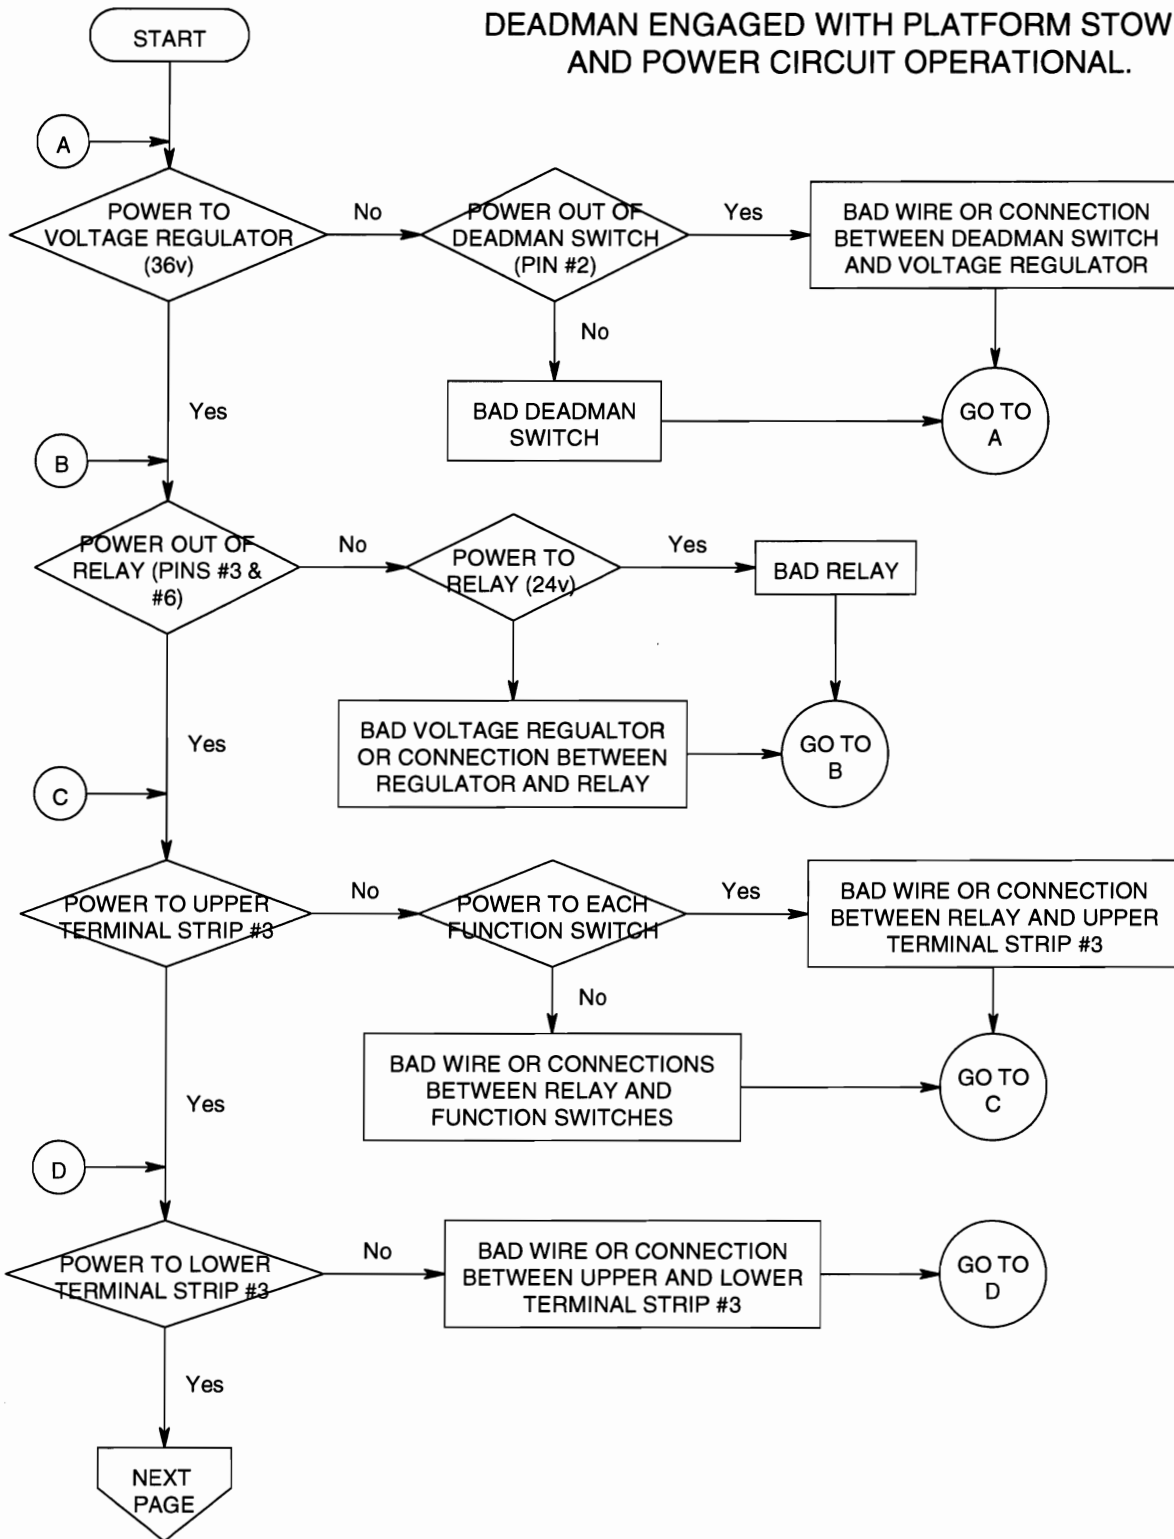 DEADMAN ENGAGED WITH PLATFORM STOW
AND POWER CIRCUIT OPERATIONAL.
START
A
POWER TO
VOLTAGE REGULATOR
(36v)
No
POWER OUT OF
DEADMAN SWITCH
(PIN #2)
Yes
BAD WIRE OR CONNECTION
BETWEEN DEADMAN SWITCH
AND VOLTAGE REGULATOR
No
BAD DEADMAN
SWITCH
GO TO
A
Yes
B
POWER OUT OF
RELAY (PINS #3 &
#6)
No
POWER TO
RELAY (24v)
Yes
BAD RELAY
BAD VOLTAGE REGUALTOR
OR CONNECTION BETWEEN
REGULATOR AND RELAY
GO TO
B
Yes
C
POWER TO UPPER
TERMINAL STRIP #3
No
POWER TO EACH
FUNCTION SWITCH
Yes
BAD WIRE OR CONNECTION
BETWEEN RELAY AND UPPER
TERMINAL STRIP #3
No
BAD WIRE OR CONNECTIONS
BETWEEN RELAY AND
FUNCTION SWITCHES
GO TO
C
Yes
D
POWER TO LOWER
TERMINAL STRIP #3
No
BAD WIRE OR CONNECTION
BETWEEN UPPER AND LOWER
TERMINAL STRIP #3
GO TO
D
Yes
NEXT
PAGE